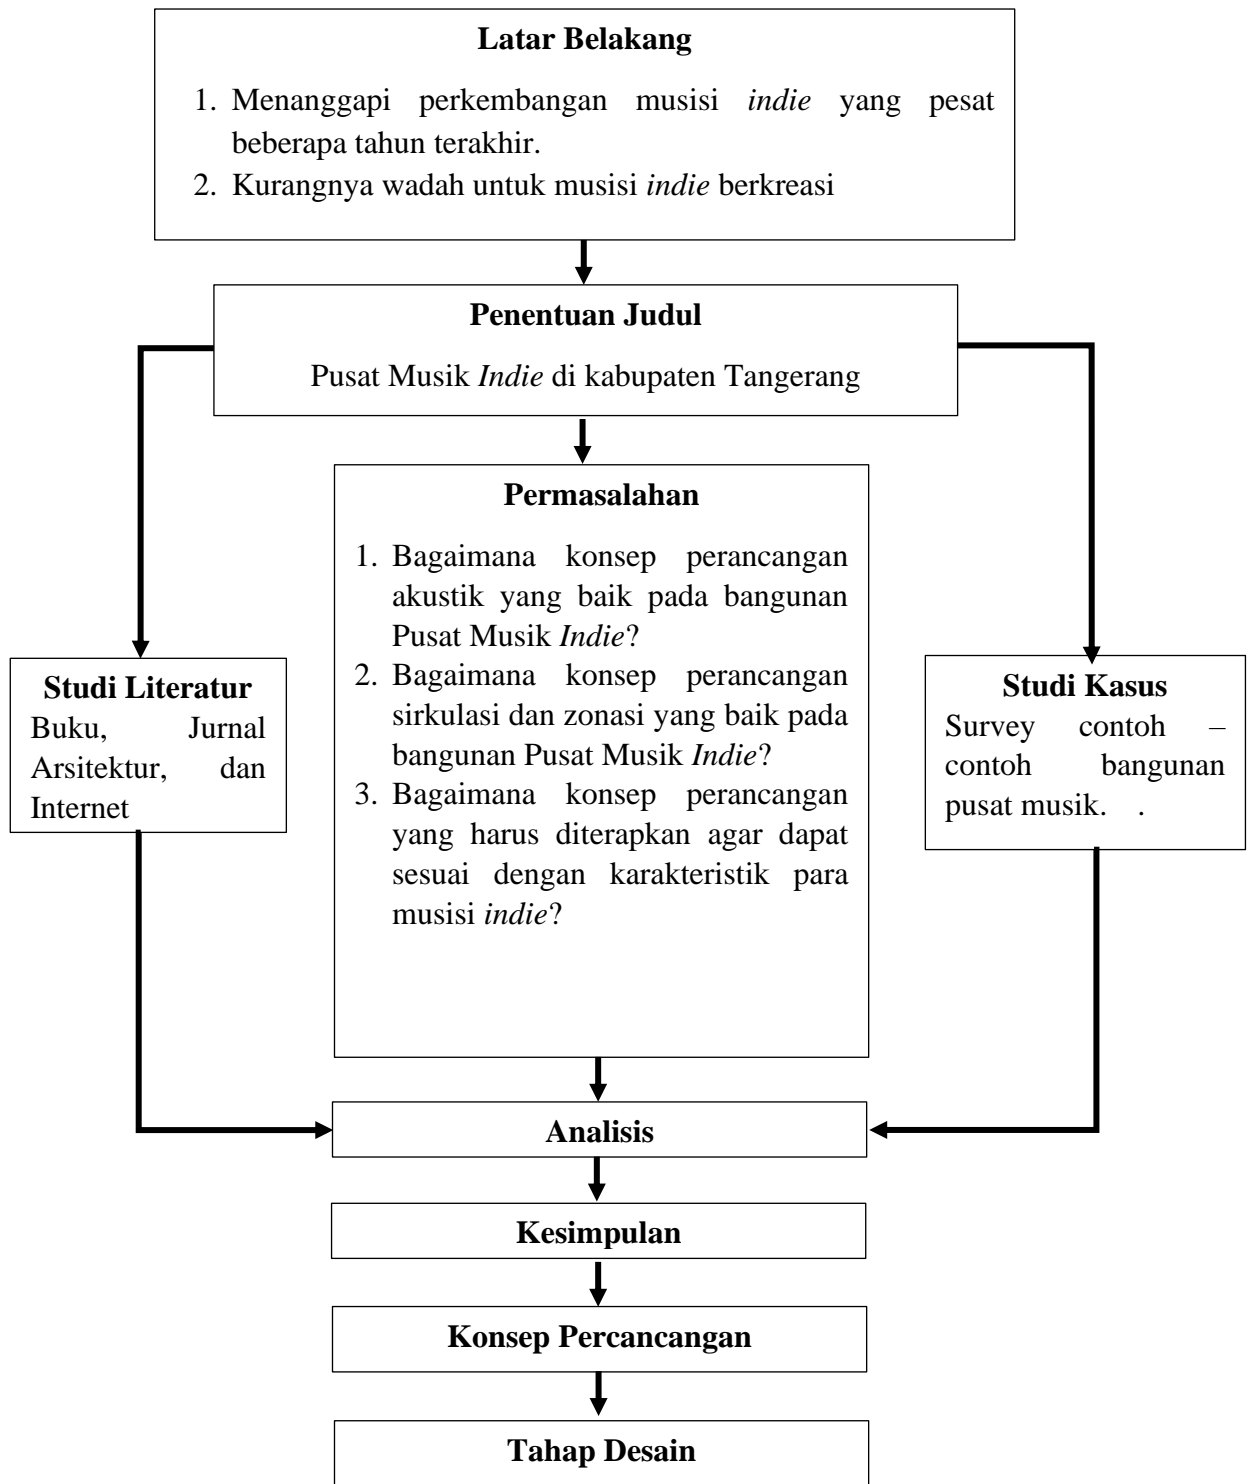 Latar Belakang
1. Menanggapi perkembangan musisi indie yang pesat
beberapa tahun terakhir.
2. Kurangnya wadah untuk musisi indie berkreasi
Penentuan Judul
Pusat Musik Indie di kabupaten Tangerang
Permasalahan
1. Bagaimana konsep perancangan
akustik yang baik pada bangunan
Pusat Musik Indie?
2. Bagaimana konsep perancangan
sirkulasi dan zonasi yang baik pada
bangunan Pusat Musik Indie?
3. Bagaimana konsep perancangan
yang harus diterapkan agar dapat
sesuai dengan karakteristik para
musisi indie?
Studi Literatur
Buku, Jurnal
Arsitektur, dan
Internet
Studi Kasus
Survey contoh –
contoh bangunan
pusat musik. .
Analisis
Kesimpulan
Konsep Percancangan
Tahap Desain